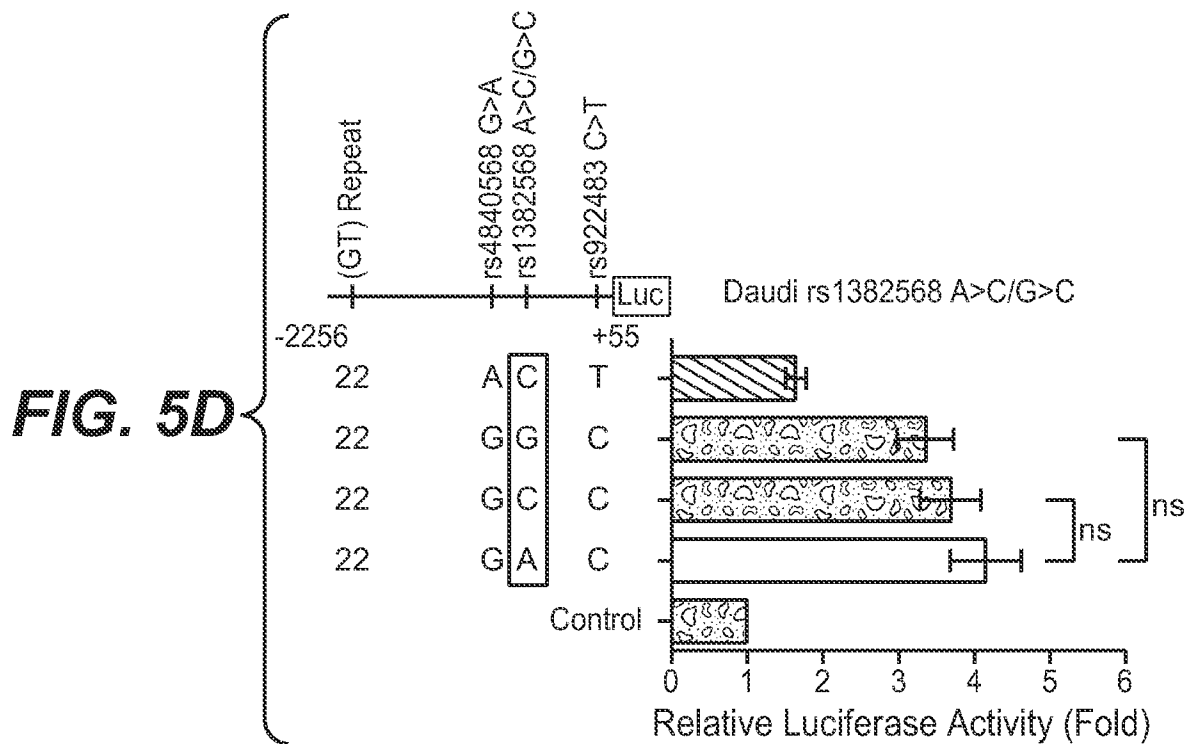 FIG. 5D
(GT) Repeat
rs4840568 G>A
rs1382568 A>C/G>C
rs922483 C>T
Luc
Daudi rs1382568 A>C/G>C
-2256 +55
22 A C T
22 G G C
22 G C C
22 G A C
Control
ns
ns
0 1 2 3 4 5 6
Relative Luciferase Activity (Fold)